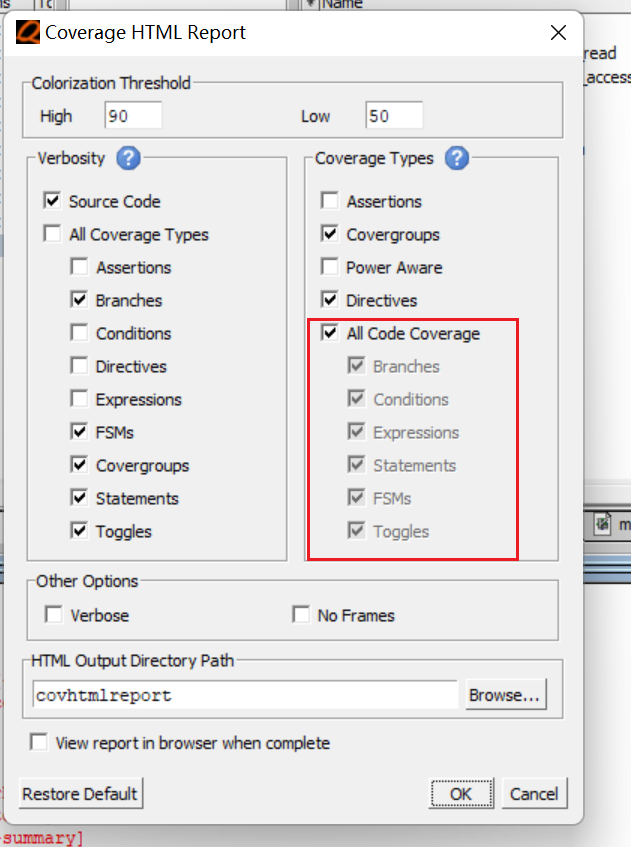 Name
Coverage HTML Report
_read
_access
Colorization Threshold
High 90 Low 50
Verbosity
Source Code
All Coverage Types
Assertions
Branches
Conditions
Directives
Expressions
FSMs
Covergroups
Statements
Toggles
Coverage Types
Assertions
Covergroups
Power Aware
Directives
All Code Coverage
Branches
Conditions
Expressions
Statements
FSMs
Toggles
Other Options
Verbose No Frames
HTML Output Directory Path
covhtmlreport Browse...
View report in browser when complete
Restore Default OK Cancel
-summary]